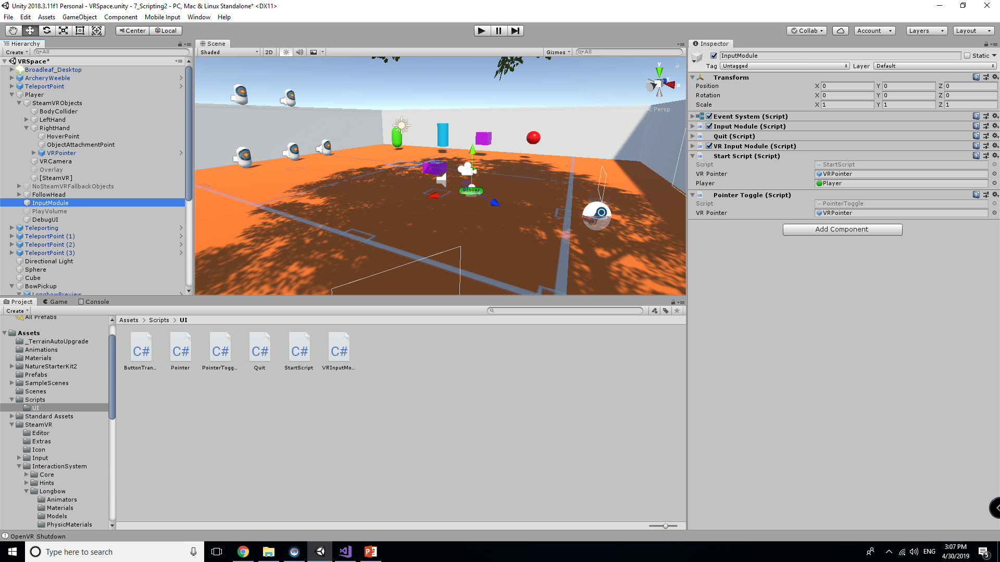 Unity 2018.3.11f1 Personal - VRSpace.unity - 7_Scripting2 - PC, Mac & Linux Standalone* <DX11>
File Edit Assets GameObject Component Mobile Input Window Help
Center Local Collab Account Layers Layout
Hierarchy
Create All
VRSpace*
Broadleaf_Desktop
ArcheryWeeble
TeleportPoint
Player
SteamVRObjects
BodyCollider
LeftHand
RightHand
HoverPoint
ObjectAttachmentPoint
VRPointer
VRCamera
Overlay
[SteamVR]
NoSteamVRFallbackObjects
FollowHead
InputModule
PlayVolume
DebugUI
Teleporting
TeleportPoint (1)
TeleportPoint (2)
TeleportPoint (3)
Directional Light
Sphere
Cube
BowPickup
LongbowPreview
Scene
Shaded 2D Gizmos All
y
z
x
Persp
Player
Inspector
InputModule Static
Tag Untagged Layer Default
Transform
Position X 0 Y 0 Z 0
Rotation X 0 Y 0 Z 0
Scale X 1 Y 1 Z 1
Event System (Script)
Input Module (Script)
Quit (Script)
VR Input Module (Script)
Start Script (Script)
Script StartScript
VR Pointer VRPointer
Player Player
Pointer Toggle (Script)
Script PointerToggle
VR Pointer VRPointer
Add Component
Project Game Console
Create
All Prefabs
Assets
_TerrainAutoUpgrade
Animations
Materials
NatureStarterKit2
Prefabs
SampleScenes
Scenes
Scripts
UI
Standard Assets
SteamVR
Editor
Extras
Icon
Input
InteractionSystem
Core
Hints
Longbow
Animators
Materials
Models
PhysicMaterials
Assets > Scripts > UI
C# C# C# C# C# C#
ButtonTran... Pointer PointerTogg... Quit StartScript VRInputMo...
OpenVR Shutdown
Type here to search
VR
ENG
3:07 PM
4/30/2019
5